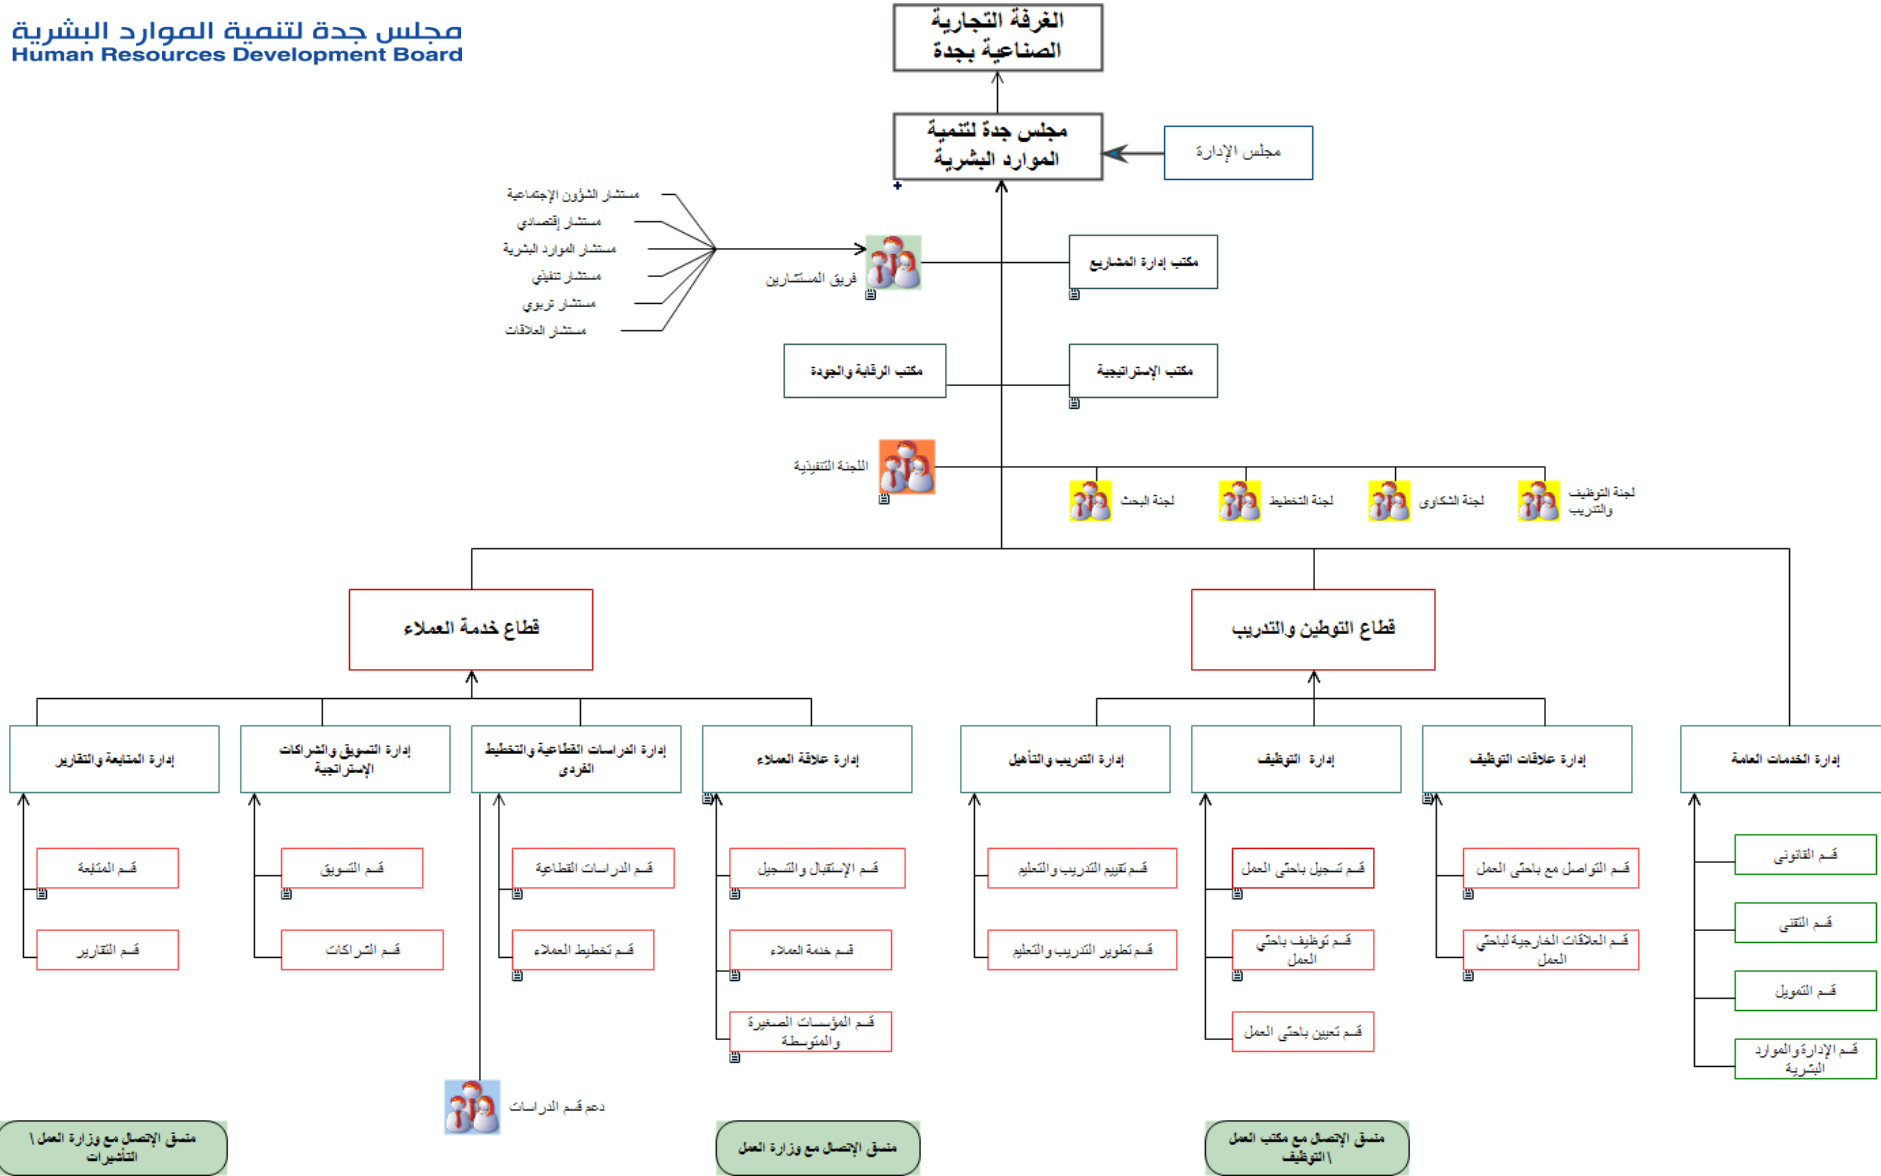 مجلس جدة لتنمية الموارد البشرية
Human Resources Development Board
الغرفة التجارية
الصناعية بجدة
مجلس جدة لتنمية
الموارد البشرية
مجلس الإدارة
مستشار الشؤون الإجتماعية
مستشار إقتصادي
مستشار الموارد البشرية
مستشار تنفيذي
مستشار تربوي
مستشار العلاقات
فريق المستشارين
مكتب إدارة المشاريع
مكتب الإستراتيجية
مكتب الرقابة والجودة
اللجنة التنفيذية
لجنة التوظيف
والتدريب
لجنة الشكاوى
لجنة التخطيط
لجنة البحث
قطاع التوطين والتدريب
قطاع خدمة العملاء
إدارة الخدمات العامة
إدارة علاقات التوظيف
إدارة التوظيف
إدارة التدريب والتأهيل
إدارة علاقة العملاء
إدارة الدراسات القطاعية والتخطيط
الفردى
إدارة التسويق والشراكات
الإستراتجية
إدارة المتابعة والتقارير
قسم القانونى
قسم التقنى
قسم التمويل
قسم الإدارة والموارد
البشرية
قسم التواصل مع باحثى العمل
قسم العلاقات الخارجية لباحثي
العمل
قسم تسجيل باحثى العمل
قسم توظيف باحثي
العمل
قسم تعيين باحثى العمل
قسم تقييم التدريب والتعليم
قسم تطوير التدريب والتعليم
قسم الإستقبال والتسجيل
قسم خدمة العملاء
قسم المؤسسات الصغيرة
والمتوسطة
قسم الدراسات القطاعية
قسم تخطيط العملاء
قسم التسويق
قسم الشراكات
قسم المتابعة
قسم التقارير
دعم قسم الدراسات
منسق الإتصال مع مكتب العمل
\ التوظيف
منسق الإتصال مع وزارة العمل
منسق الإتصال مع وزارة العمل \
التأشيرات